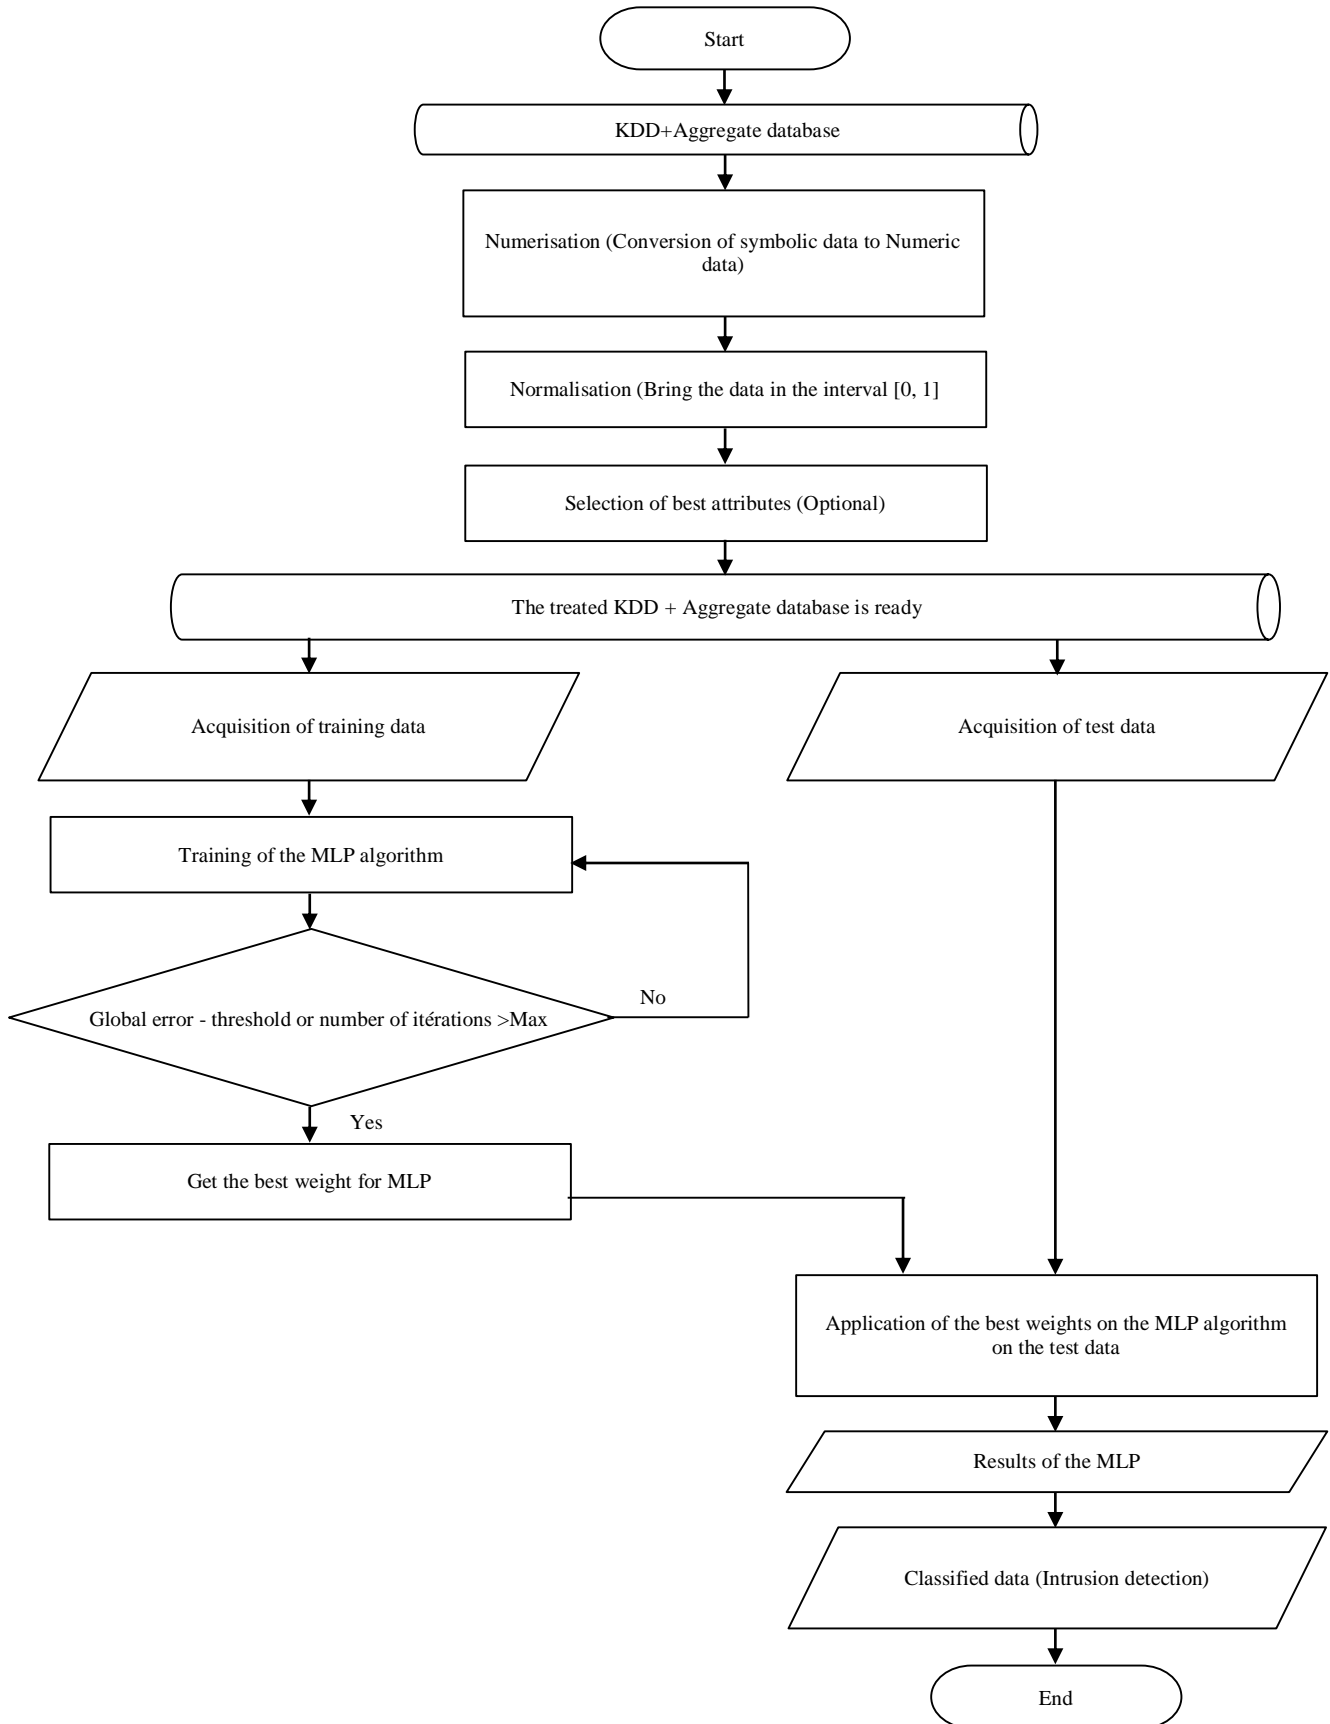 Start
KDD+Aggregate database
Numerisation (Conversion of symbolic data to Numeric
data)
Normalisation (Bring the data in the interval [0, 1]
Selection of best attributes (Optional)
The treated KDD + Aggregate database is ready
Acquisition of training data
Acquisition of test data
Training of the MLP algorithm
No
Global error - threshold or number of itérations >Max
Yes
Get the best weight for MLP
Application of the best weights on the MLP algorithm
on the test data
Results of the MLP
Classified data (Intrusion detection)
End